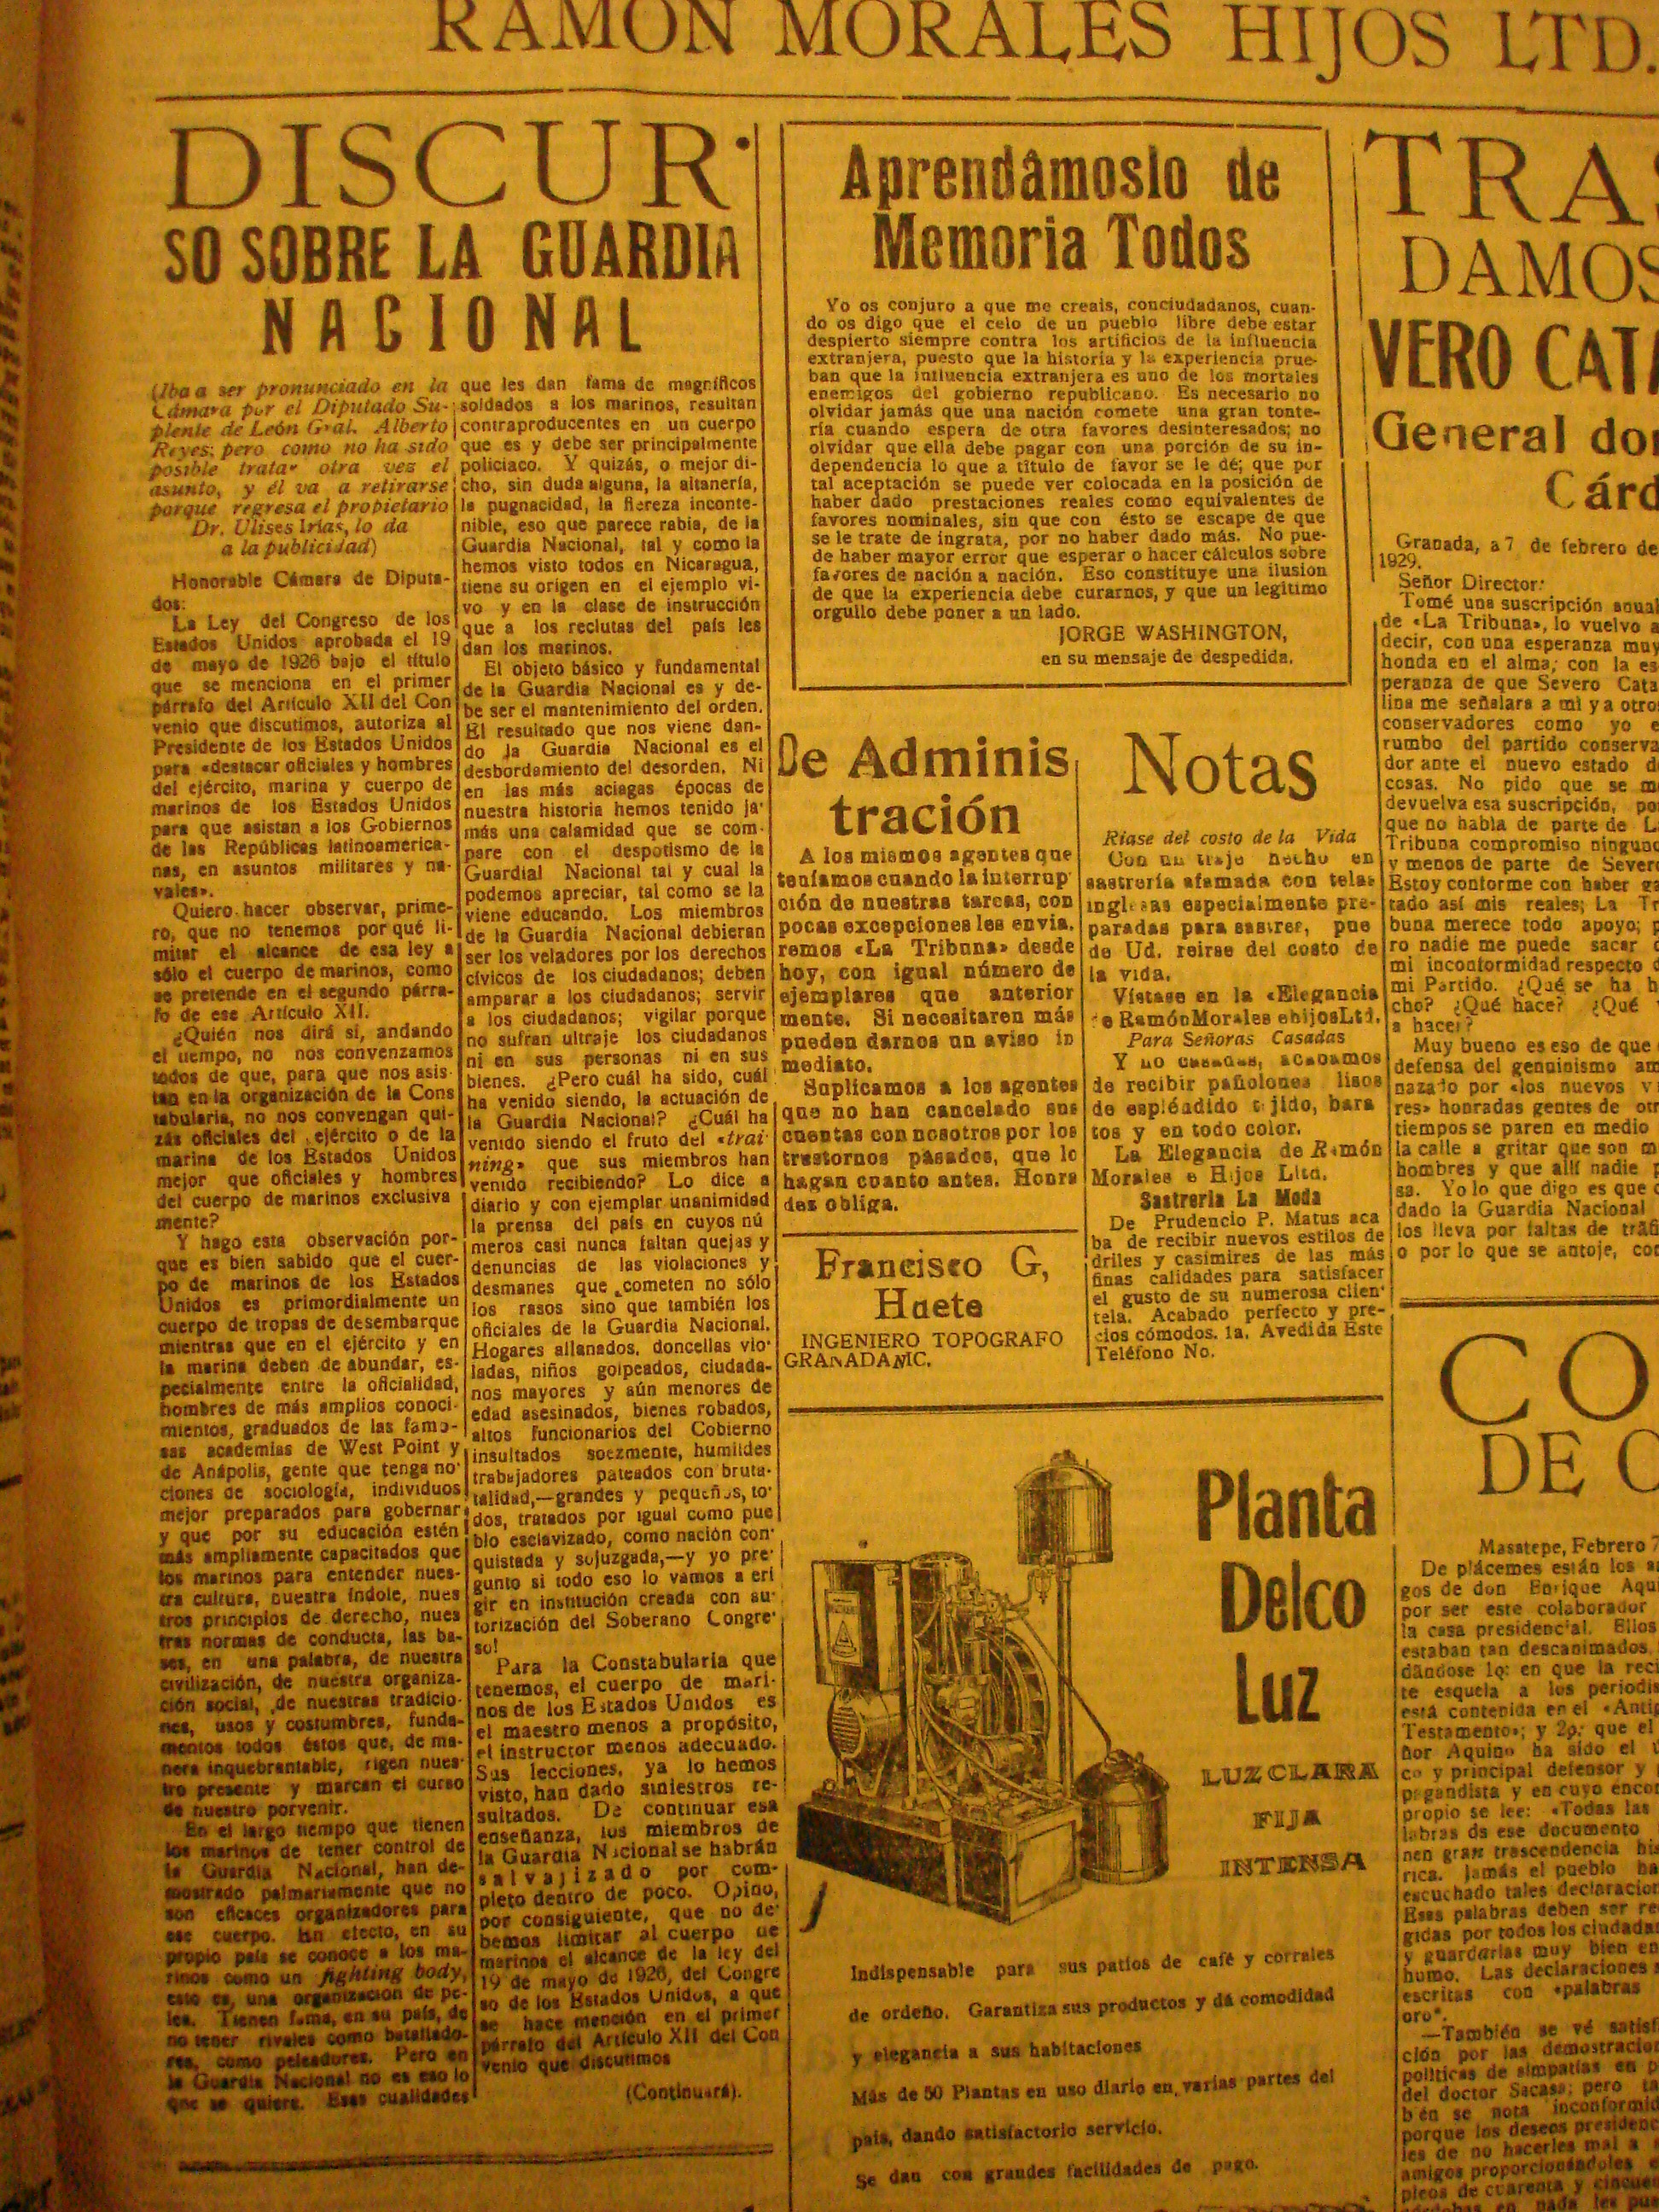 RAMON MORALES HIJOS LTD.
DISCUR-
SO SOBRE LA GUARDIA
NACIONAL
(Iba a ser pronunciado en la
Cámara por el Diputado Su-
plente de León Gral. Alberto
Reyes; pero como no ha sido
posible tratar otra vez el
asunto, y él va a retirarse
porque regresa el propietario
Dr. Ulises Irías, lo da
a la publicidad)
Honorable Cámara de Diputa-
dos:
La Ley del Congreso de los
Estados Unidos aprobada el 19
de mayo de 1926 bajo el título
que se menciona en el primer
párrafo del Artículo XII del Con
venio que discutimos, autoriza al
Presidente de los Estados Unidos
para «destacar oficiales y hombres
del ejército, marina y cuerpo de
marinos de los Estados Unidos
para que asistan a los Gobiernos
de las Repúblicas latinoamerica-
nas, en asuntos militares y na-
vales».
Quiero hacer observar, prime-
ro, que no tenemos por qué li-
mitar el alcance de esa ley a
sólo el cuerpo de marinos, como
se pretende en el segundo párra-
fo de ese Artículo XII.
¿Quién nos dirá si, andando
el tiempo, no nos convenzamos
todos de que, para que nos asis-
tan en la organización de la Cons
tabularia, no nos convengan qui-
zás oficiales del ejército o de la
marina de los Estados Unidos
mejor que oficiales y hombres
del cuerpo de marinos exclusiva
mente?
Y hago esta observación por-
que es bien sabido que el cuer-
po de marinos de los Estados
Unidos es primordialmente un
cuerpo de tropas de desembarque
mientras que en el ejército y en
la marina deben de abundar, es-
pecialmente entre la oficialidad,
hombres de más amplios conoci-
mientos, graduados de las famo-
sas academias de West Point y
de Anápolis, gente que tenga no-
ciones de sociología, individuos
mejor preparados para gobernar
y que por su educación estén
más ampliamente capacitados que
los marinos para entender nues-
tra cultura, nuestra índole, nues
tros principios de derecho, nues
tras normas de conducta, las ba-
ses, en una palabra, de nuestra
civilización, de nuestra organiza-
ción social, de nuestras tradicio-
nes, usos y costumbres, funda-
mentos todos éstos que, de ma-
nera inquebrantable, rigen nues-
tro presente y marcan el curso
de nuestro porvenir.
En el largo tiempo que tienen
los marinos de tener control de
la Guardia Nacional, han de-
mostrado palmariamente que no
son eficaces organizadores para
ese cuerpo. En efecto, en su
propio país se conoce a los ma-
rinos como un fighting body,
esto es, una organización de pe-
lea. Tienen fama, en su país, de
no tener rivales como batallado-
res, como peleadores. Pero en
la Guardia Nacional no es eso lo
que se quiere. Esas cualidades
que les dan fama de magníficos
soldados a los marinos, resultan
contraproducentes en un cuerpo
que es y debe ser principalmente
policiaco. Y quizás, o mejor di-
cho, sin duda alguna, la altanería,
la pugnacidad, la fiereza inconte-
nible, eso que parece rabia, de la
Guardia Nacional, tal y como la
hemos visto todos en Nicaragua,
tiene su origen en el ejemplo vi-
vo y en la clase de instrucción
que a los reclutas del país les
dan los marinos.
El objeto básico y fundamental
de la Guardia Nacional es y de-
be ser el mantenimiento del orden.
El resultado que nos viene dan-
do la Guardia Nacional es el
desbordamiento del desorden. Ni
en las más aciagas épocas de
nuestra historia hemos tenido ja-
más una calamidad que se com-
pare con el despotismo de la
Guardial Nacional tal y cual la
podemos apreciar, tal como se la
viene educando. Los miembros
de la Guardia Nacional debieran
ser los veladores por los derechos
cívicos de los ciudadanos; deben
amparar a los ciudadanos; servir
a los ciudadanos; vigilar porque
no sufran ultraje los ciudadanos
ni en sus personas ni en sus
bienes. ¿Pero cuál ha sido, cuál
ha venido siendo, la actuación de
la Guardia Nacional? ¿Cuál ha
venido siendo el fruto del «trai-
ning» que sus miembros han
venido recibiendo? Lo dice a
diario y con ejemplar unanimidad
la prensa del país en cuyos nú
meros casi nunca faltan quejas y
denuncias de las violaciones y
desmanes que cometen no sólo
los rasos sino que también los
oficiales de la Guardia Nacional.
Hogares allanados, doncellas vio-
ladas, niños golpeados, ciudada-
nos mayores y aún menores de
edad asesinados, bienes robados,
altos funcionarios del Cobierno
insultados soezmente, humildes
trabajadores pateados con bruta-
talidad,—grandes y pequeños, to-
dos, tratados por igual como pue
blo esclavizado, como nación con-
quistada y sojuzgada,—y yo pre-
gunto si todo eso lo vamos a eri
gir en institución creada con au-
torización del Soberano Congre-
so!
Para la Constabularia que
tenemos, el cuerpo de mari-
nos de los Estados Unidos es
el maestro menos a propósito,
el instructor menos adecuado.
Sus lecciones, ya lo hemos
visto, han dado siniestros re-
sultados. De continuar esa
enseñanza, los miembros de
la Guardia Nacional se habrán
salvajizado por com-
pleto dentro de poco. Opino,
por consiguiente, que no de-
bemos limitar al cuerpo de
marinos el alcance de la ley del
19 de mayo de 1926, del Congre
so de los Estados Unidos, a que
se hace mención en el primer
párrafo del Artículo XII del Con
venio que discutimos
(Continuará).
Aprendámoslo de
Memoria Todos
Yo os conjuro a que me creais, conciudadanos, cuan-
do os digo que el celo de un pueblo libre debe estar
despierto siempre contra los artificios de la influencia
extranjera, puesto que la historia y la experiencia prue-
ban que la influencia extranjera es uno de los mortales
enemigos del gobierno republicano. Es necesario no
olvidar jamás que una nación comete una gran tonte-
ría cuando espera de otra favores desinteresados; no
olvidar que ella debe pagar con una porción de su in-
dependencia lo que a título de favor se le dé; que por
tal aceptación se puede ver colocada en la posición de
haber dado prestaciones reales como equivalentes de
favores nominales, sin que con ésto se escape de que
se le trate de ingrata, por no haber dado más. No pue-
de haber mayor error que esperar o hacer cálculos sobre
favores de nación a nación. Eso constituye una ilusión
de que la experiencia debe curarnos, y que un legítimo
orgullo debe poner a un lado.
JORGE WASHINGTON,
en su mensaje de despedida.
De Adminis
tración
A los mismos agentes que
teníamos cuando la interrup-
ción de nuestras tareas, con
pocas excepciones les envia-
remos «La Tribuna» desde
hoy, con igual número de
ejemplares que anterior
mente. Si necesitaren más
pueden darnos un aviso in
mediato.
Suplicamos a los agentes
que no han cancelado sus
cuentas con nosotros por los
trastornos pasados, que lo
hagan cuanto antes. Honra
dez obliga.
Francisco G,
Huete
INGENIERO TOPOGRAFO
GRANADA NIC.
Notas
Ríase del costo de la Vida
Con un traje hecho en
sastrería afamada con telas
inglesas especialmente pre-
paradas para sastres, pue
de Ud. reirse del costo de
la vida.
Vístase en la «Elegancia
de Ramón Morales e hijos Ltd.
Para Señoras Casadas
Y no casadas, acabamos
de recibir pañolones lisos
de espléndido tejido, bara
tos y en todo color.
La Elegancia de Ramón
Morales e Hijos Ltd.
Sastreria La Moda
De Prudencio P. Matus aca
ba de recibir nuevos estilos de
driles y casimires de las más
finas calidades para satisfacer
el gusto de su numerosa clien-
tela. Acabado perfecto y pre-
cios cómodos. 1a. Avedida Este
Teléfono No.
Planta
Delco
Luz
LUZ CLARA
FIJA
INTENSA
Indispensable para sus patios de café y corrales
de ordeño. Garantiza sus productos y dá comodidad
y elegancia a sus habitaciones
Más de 50 Plantas en uso diario en varias partes del
país, dando satisfactorio servicio.
Se dan con grandes facilidades de pago.
TRAS
DAMOS
VERO CATA
General don
Cárd
Granada, a 7 de febrero de
1929.
Señor Director:
Tomé una suscripción anual
de «La Tribuna», lo vuelvo a
decir, con una esperanza muy
honda en el alma; con la es
peranza de que Severo Cata
lina me señalara a mí y a otros
conservadores como yo e
rumbo del partido conserva
dor ante el nuevo estado d
cosas. No pido que se me
devuelva esa suscripción, po
que no habla de parte de L
Tribuna compromiso ninguno
y menos de parte de Severo
Estoy conforme con haber ga
tado así mis reales; La Tr
buna merece todo apoyo; p
ro nadie me puede sacar d
mi inconformidad respecto d
mi Partido. ¿Qué se ha h
cho? ¿Qué hace? ¿Qué v
a hacer?
Muy bueno es eso de que
defensa del genuinismo am
nazado por «los nuevos vi
res» honradas gentes de otr
tiempos se paren en medio
la calle a gritar que son m
hombres y que allí nadie p
sa. Yo lo que digo es que
dado la Guardia Nacional
los lleva por faltas de tráfi
o por lo que se antoje, con
CO
DE C
Masatepe, Febrero 7
De plácemes están los a
gos de don Enrique Aqu
por ser este colaborador
la casa presidencial. Ellos
estaban tan descanimados,
dándose 1o: en que la reci
te esquela a los periodis
está contenida en el «Antig
Testamento»; y 2o: que el
ñor Aquino ha sido el ú
co y principal defensor y
pagandista y en cuyo enco
propio se lee: «Todas las
labras ds ese documento
nen gran trascendencia his
rica. Jamás el pueblo ha
escuchado tales declaracion
Esas palabras deben ser re
gidas por todos los ciudada
y guardarlas muy bien en
humo. Las declaraciones
escritas con «palabras
oro".
—También se vé satisf
ción por las demostracion
políticas de simpatías en p
del doctor Sacasa; pero ta
bén se nota inconformid
porque los deseos presidenc
les de no hacerles mal a
amigos proporcionándoles
pleos de cuarenta y cincuen